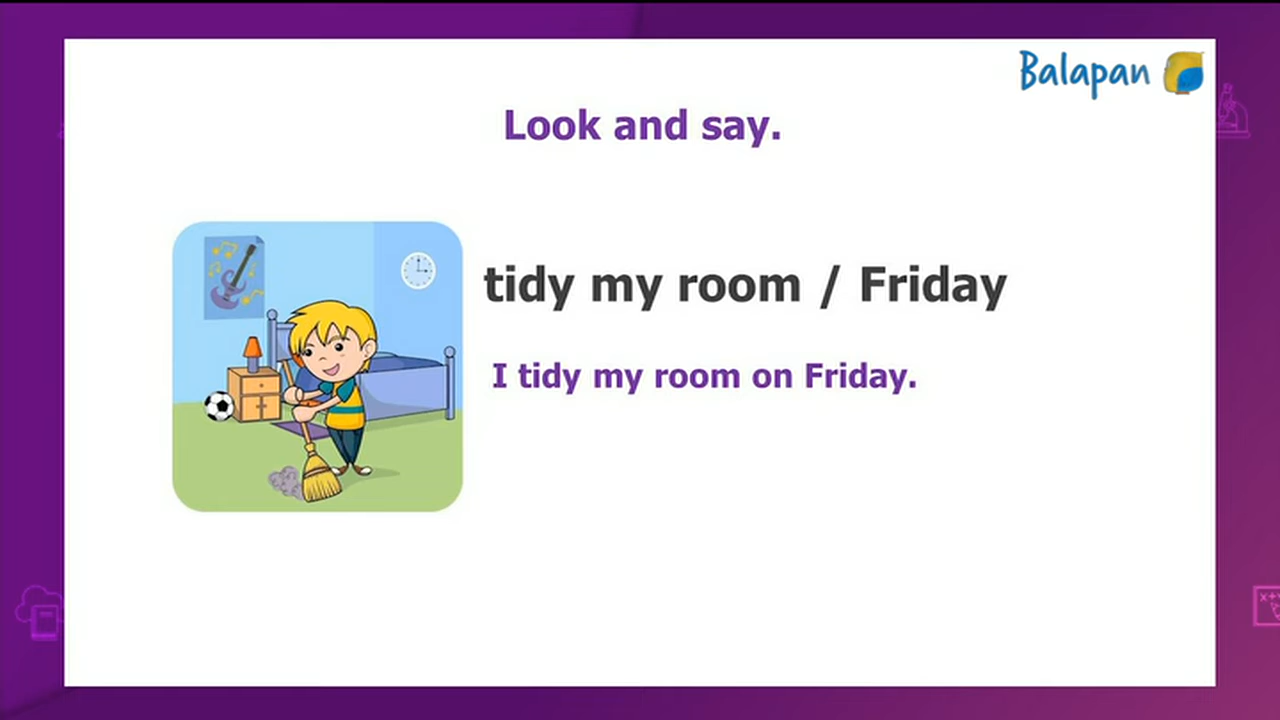 Balapan
Look and say.
tidy my room / Friday
I tidy my room on Friday.